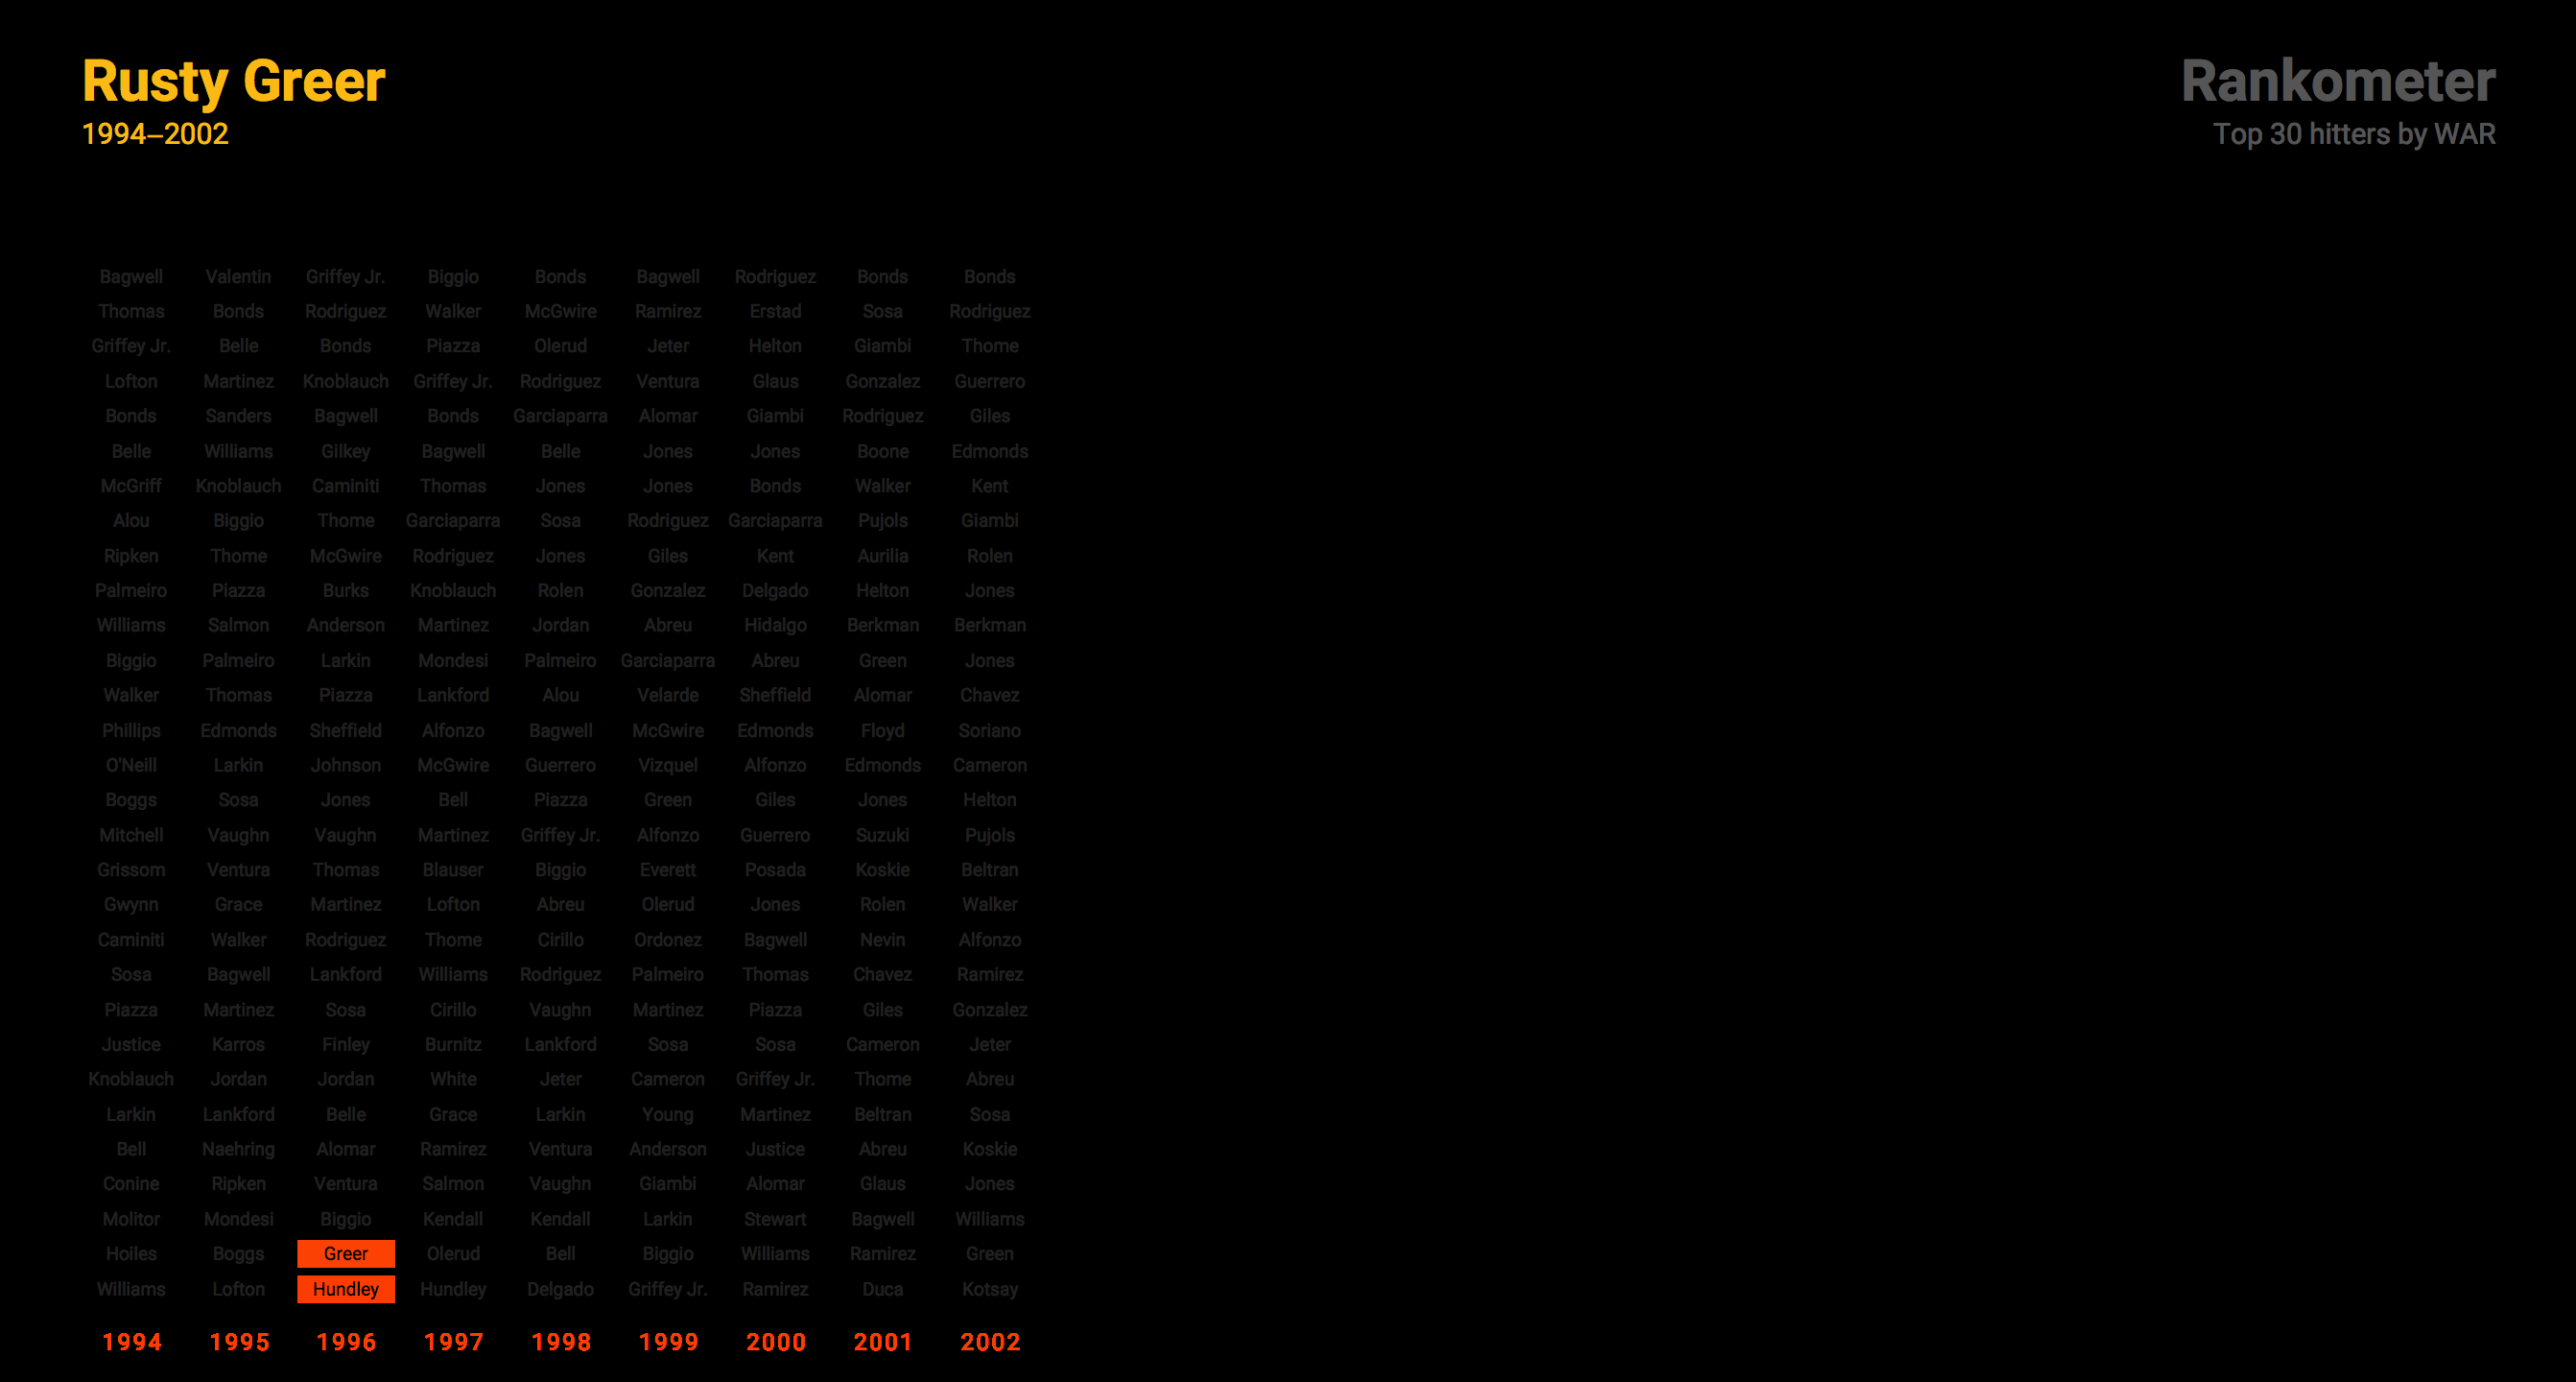 Rusty Greer
1994–2002
Rankometer
Top 30 hitters by WAR
Bagwell Valentin Griffey Jr. Biggio Bonds Bagwell Rodriguez Bonds Bonds
Thomas Bonds Rodriguez Walker McGwire Ramirez Erstad Sosa Rodriguez
Griffey Jr. Belle Bonds Piazza Olerud Jeter Helton Giambi Thome
Lofton Martinez Knoblauch Griffey Jr. Rodriguez Ventura Glaus Gonzalez Guerrero
Bonds Sanders Bagwell Bonds Garciaparra Alomar Giambi Rodriguez Giles
Belle Williams Gilkey Bagwell Belle Jones Jones Boone Edmonds
McGriff Knoblauch Caminiti Thomas Jones Jones Bonds Walker Kent
Alou Biggio Thome Garciaparra Sosa Rodriguez Garciaparra Pujols Giambi
Ripken Thome McGwire Rodriguez Jones Giles Kent Aurilia Rolen
Palmeiro Piazza Burks Knoblauch Rolen Gonzalez Delgado Helton Jones
Williams Salmon Anderson Martinez Jordan Abreu Hidalgo Berkman Berkman
Biggio Palmeiro Larkin Mondesi Palmeiro Garciaparra Abreu Green Jones
Walker Thomas Piazza Lankford Alou Velarde Sheffield Alomar Chavez
Phillips Edmonds Sheffield Alfonzo Bagwell McGwire Edmonds Floyd Soriano
O'Neill Larkin Johnson McGwire Guerrero Vizquel Alfonzo Edmonds Cameron
Boggs Sosa Jones Bell Piazza Green Giles Jones Helton
Mitchell Vaughn Vaughn Martinez Griffey Jr. Alfonzo Guerrero Suzuki Pujols
Grissom Ventura Thomas Blauser Biggio Everett Posada Koskie Beltran
Gwynn Grace Martinez Lofton Abreu Olerud Jones Rolen Walker
Caminiti Walker Rodriguez Thome Cirillo Ordonez Bagwell Nevin Alfonzo
Sosa Bagwell Lankford Williams Rodriguez Palmeiro Thomas Chavez Ramirez
Piazza Martinez Sosa Cirillo Vaughn Martinez Piazza Giles Gonzalez
Justice Karros Finley Burnitz Lankford Sosa Sosa Cameron Jeter
Knoblauch Jordan Jordan White Jeter Cameron Griffey Jr. Thome Abreu
Larkin Lankford Belle Grace Larkin Young Martinez Beltran Sosa
Bell Naehring Alomar Ramirez Ventura Anderson Justice Abreu Koskie
Conine Ripken Ventura Salmon Vaughn Giambi Alomar Glaus Jones
Molitor Mondesi Biggio Kendall Kendall Larkin Stewart Bagwell Williams
Hoiles Boggs Greer Olerud Bell Biggio Williams Ramirez Green
Williams Lofton Hundley Hundley Delgado Griffey Jr. Ramirez Duca Kotsay
1994 1995 1996 1997 1998 1999 2000 2001 2002